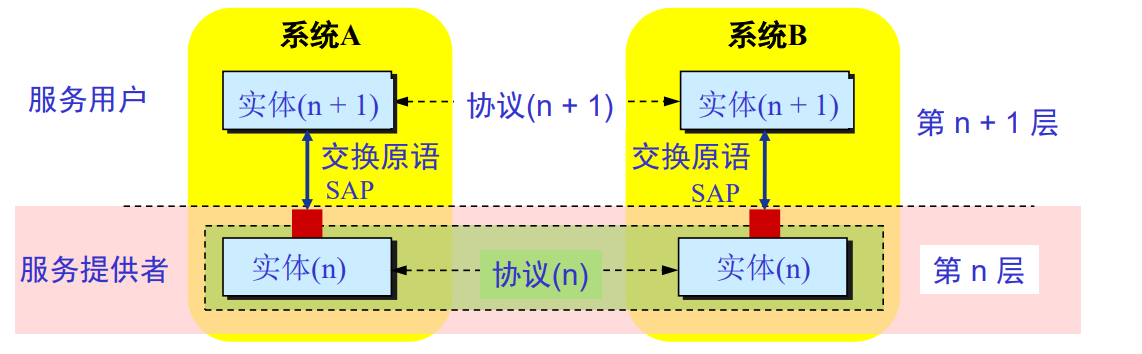 系统A
系统B
服务用户
实体(n + 1)
协议(n + 1)
实体(n + 1)
第 n + 1 层
交换原语
SAP
交换原语
SAP
服务提供者
实体(n)
协议(n)
实体(n)
第 n 层